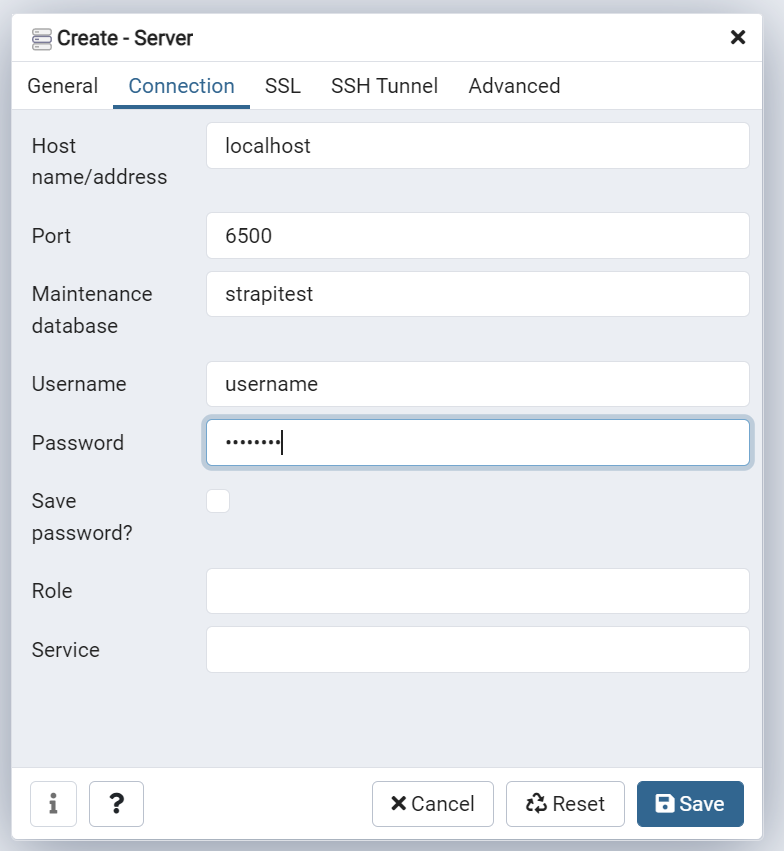 Create - Server
General Connection SSL SSH Tunnel Advanced
Host name/address
localhost
Port
6500
Maintenance database
strapitest
Username
username
Password
••••••••
Save password?
Role
Service
i ? Cancel Reset Save